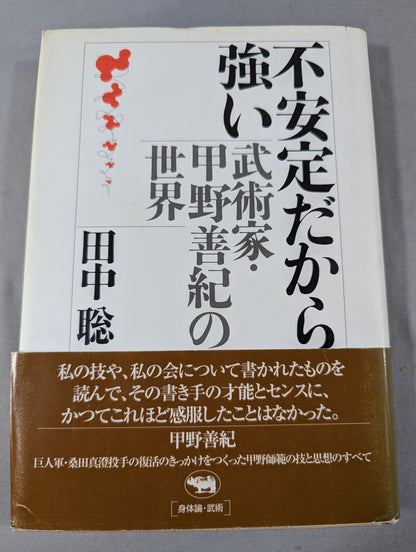 不安定だから
強い
武術家・
甲野善紀の
世界
田中 聡
私の技や、私の会について書かれたものを
読んで、その書き手の才能とセンスに、
かつてこれほど感服したことはなかった。
甲野善紀
巨人軍・桑田真澄投手の復活のきっかけをつくった甲野師範の技と思想のすべて
[身体論・武術]